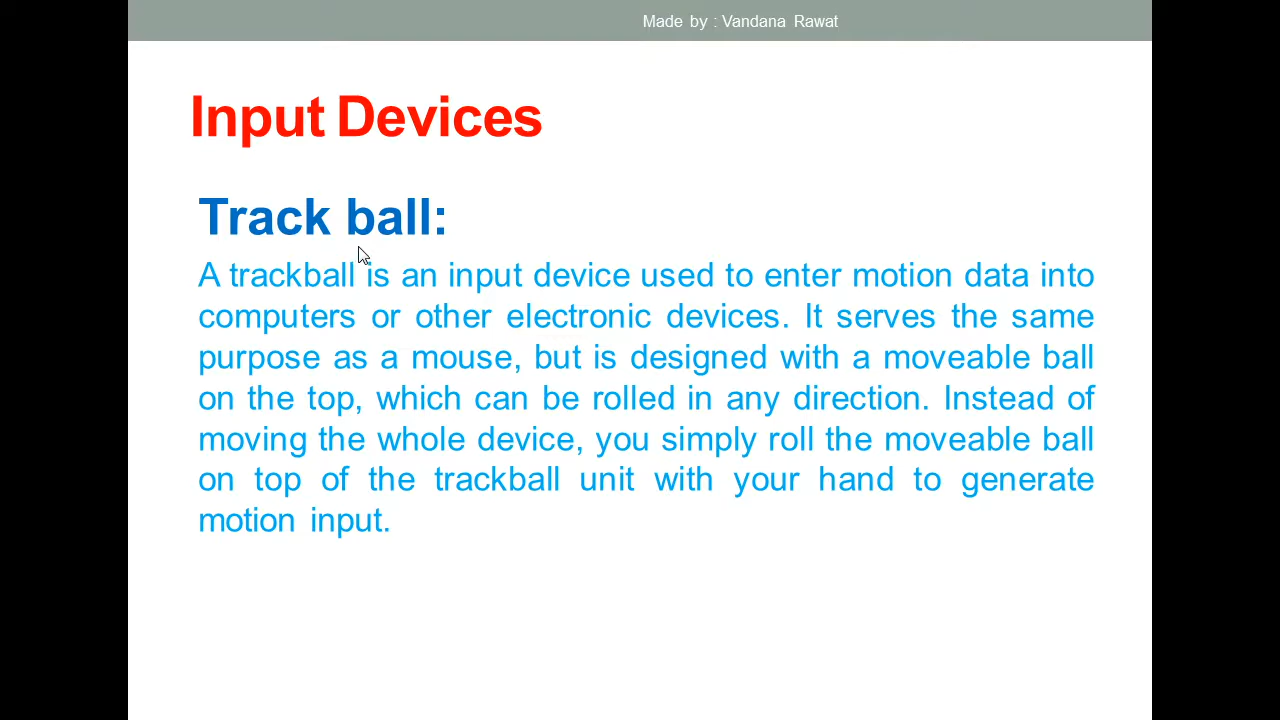 Made by : Vandana Rawat
Input Devices
Track ball:
A trackball is an input device used to enter motion data into
computers or other electronic devices. It serves the same
purpose as a mouse, but is designed with a moveable ball
on the top, which can be rolled in any direction. Instead of
moving the whole device, you simply roll the moveable ball
on top of the trackball unit with your hand to generate
motion input.